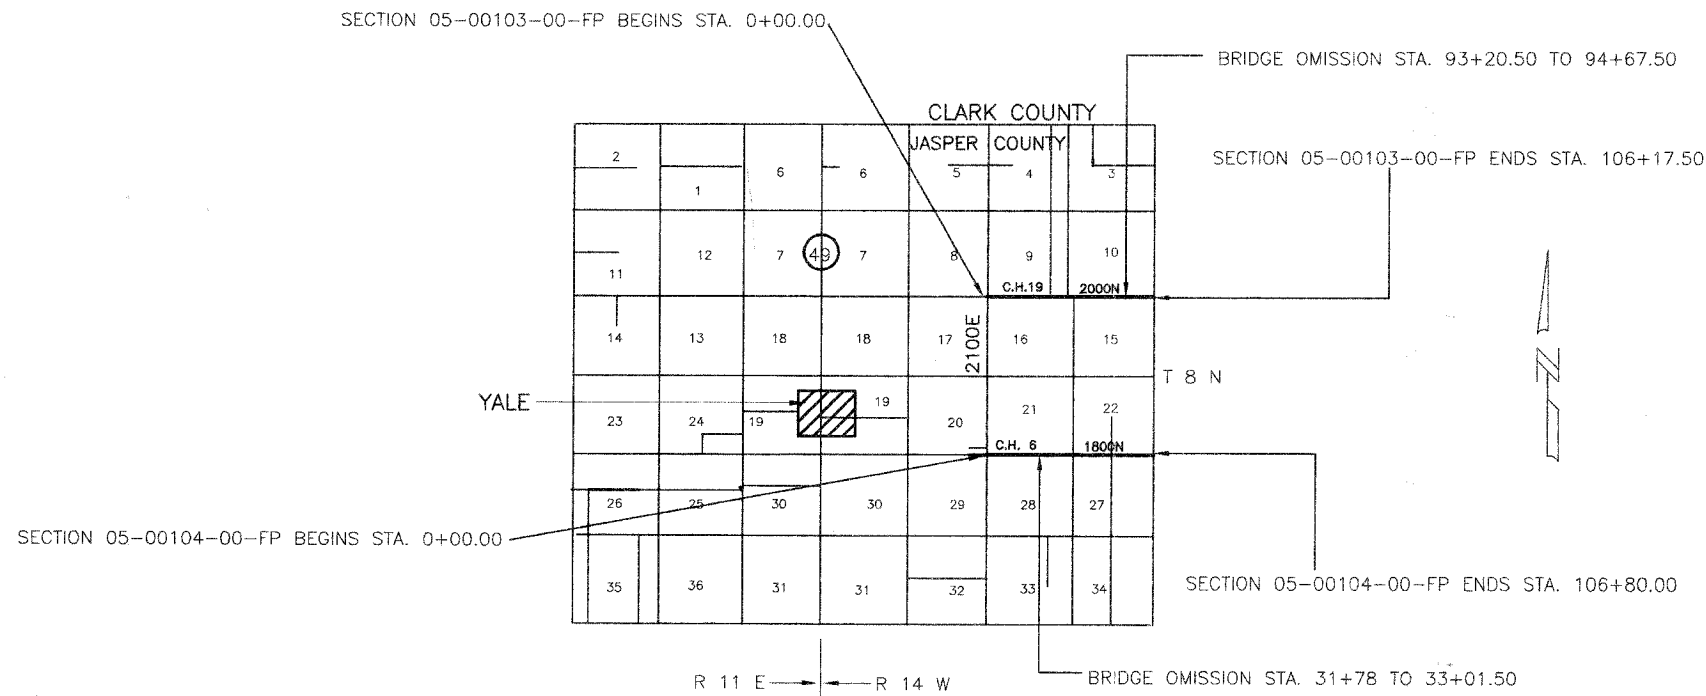 SECTION 05-00103-00-FP BEGINS STA. 0+00.00
BRIDGE OMISSION STA. 93+20.50 TO 94+67.50
CLARK COUNTY
JASPER COUNTY
SECTION 05-00103-00-FP ENDS STA. 106+17.50
2 1 6 6 5 4 3
11 12 7 49 7 8 9 10
C.H.19 2000N
14 13 18 18 17 2100E 16 15
T 8 N
YALE
23 24 19 19 20 21 22
C.H. 6 1800N
26 25 30 30 29 28 27
SECTION 05-00104-00-FP BEGINS STA. 0+00.00
35 36 31 31 32 33 34
SECTION 05-00104-00-FP ENDS STA. 106+80.00
R 11 E R 14 W
BRIDGE OMISSION STA. 31+78 TO 33+01.50
N